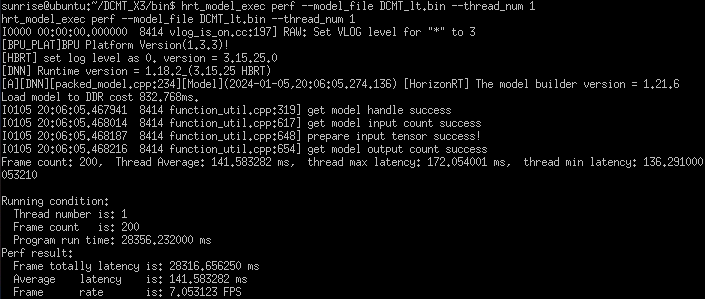 sunrise@ubuntu:~/DCMT_X3/bin$ hrt_model_exec perf --model_file DCMT_lt.bin --thread_num 1
hrt_model_exec perf --model_file DCMT_lt.bin --thread_num 1
I0000 00:00:00.000000  8414 vlog_is_on.cc:197] RAW: Set VLOG level for "*" to 3
[BPU_PLAT]BPU Platform Version(1.3.3)!
[HBRT] set log level as 0. version = 3.15.25.0
[DNN] Runtime version = 1.18.2_(3.15.25 HBRT)
[A][DNN][packed_model.cpp:234][Model](2024-01-05,20:06:05.274.136) [HorizonRT] The model builder version = 1.21.6
Load model to DDR cost 832.768ms.
I0105 20:06:05.467941  8414 function_util.cpp:319] get model handle success
I0105 20:06:05.468014  8414 function_util.cpp:617] get model input count success
I0105 20:06:05.468187  8414 function_util.cpp:648] prepare input tensor success!
I0105 20:06:05.468216  8414 function_util.cpp:654] get model output count success
Frame count: 200,  Thread Average: 141.583282 ms,  thread max latency: 172.054001 ms,  thread min latency: 136.291000
053210
Running condition:
  Thread number is: 1
  Frame count   is: 200
  Program run time: 28356.232000 ms
Perf result:
  Frame totally latency is: 28316.656250 ms
  Average    latency    is: 141.583282 ms
  Frame      rate       is: 7.053123 FPS